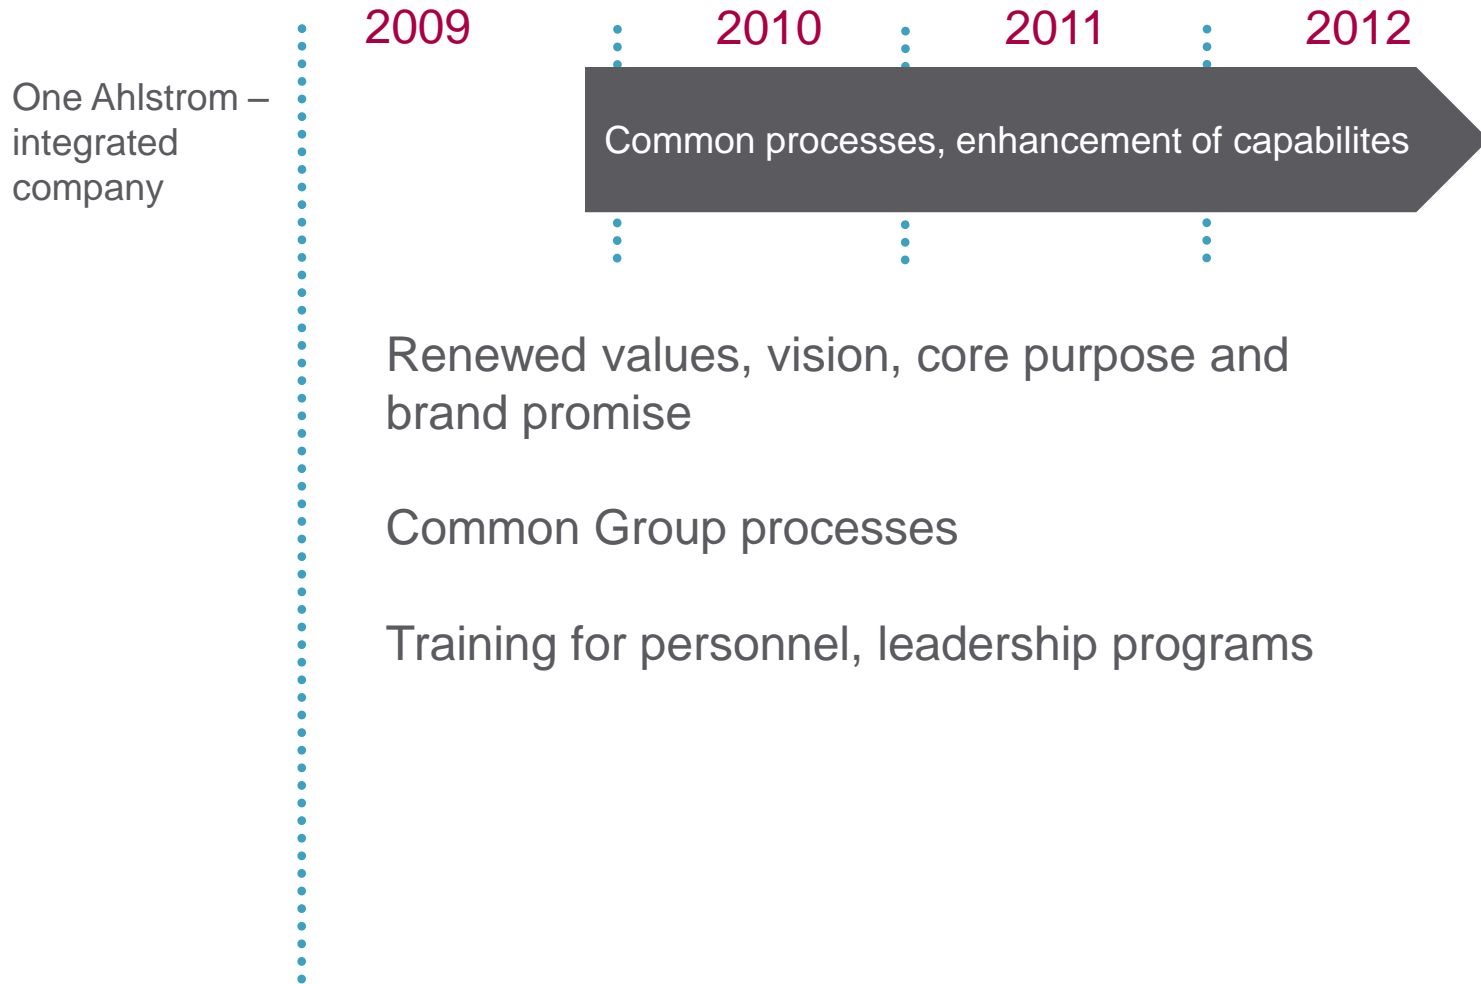 2009 2010 2011 2012
One Ahlstrom –
integrated
company
Common processes, enhancement of capabilites
Renewed values, vision, core purpose and
brand promise
Common Group processes
Training for personnel, leadership programs